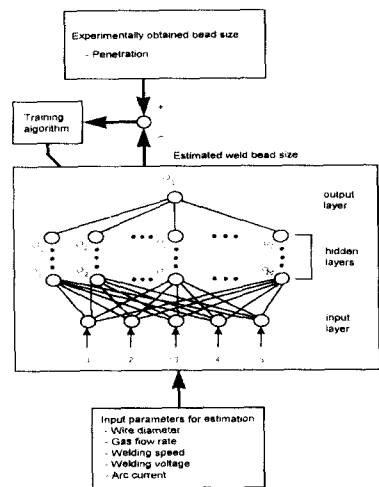 Experimentally obtained bead size
- Penetration
+
-
Training
algorithm
Estimated weld bead size
output
layer
hidden
layers
input
layer
1 2 3 4 5
Input parameters for estimation
- Wire diameter
- Gas flow rate
- Welding speed
- Welding voltage
- Arc current